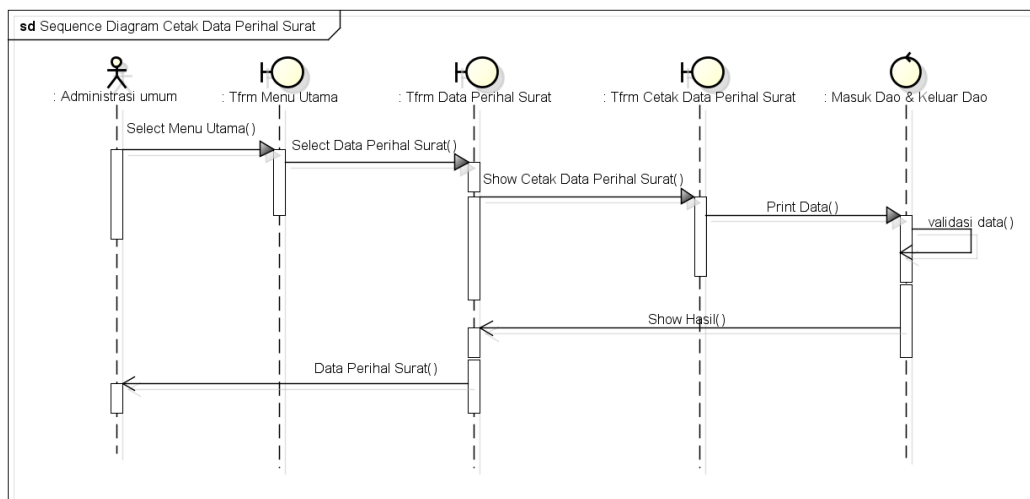 sd Sequence Diagram Cetak Data Perihal Surat
: Administrasi umum
: Tfrm Menu Utama
: Tfrm Data Perihal Surat
: Tfrm Cetak Data Perihal Surat
: Masuk Dao & Keluar Dao
Select Menu Utama()
Select Data Perihal Surat()
Show Cetak Data Perihal Surat()
Print Data()
validasi data()
Show Hasil()
Data Perihal Surat()